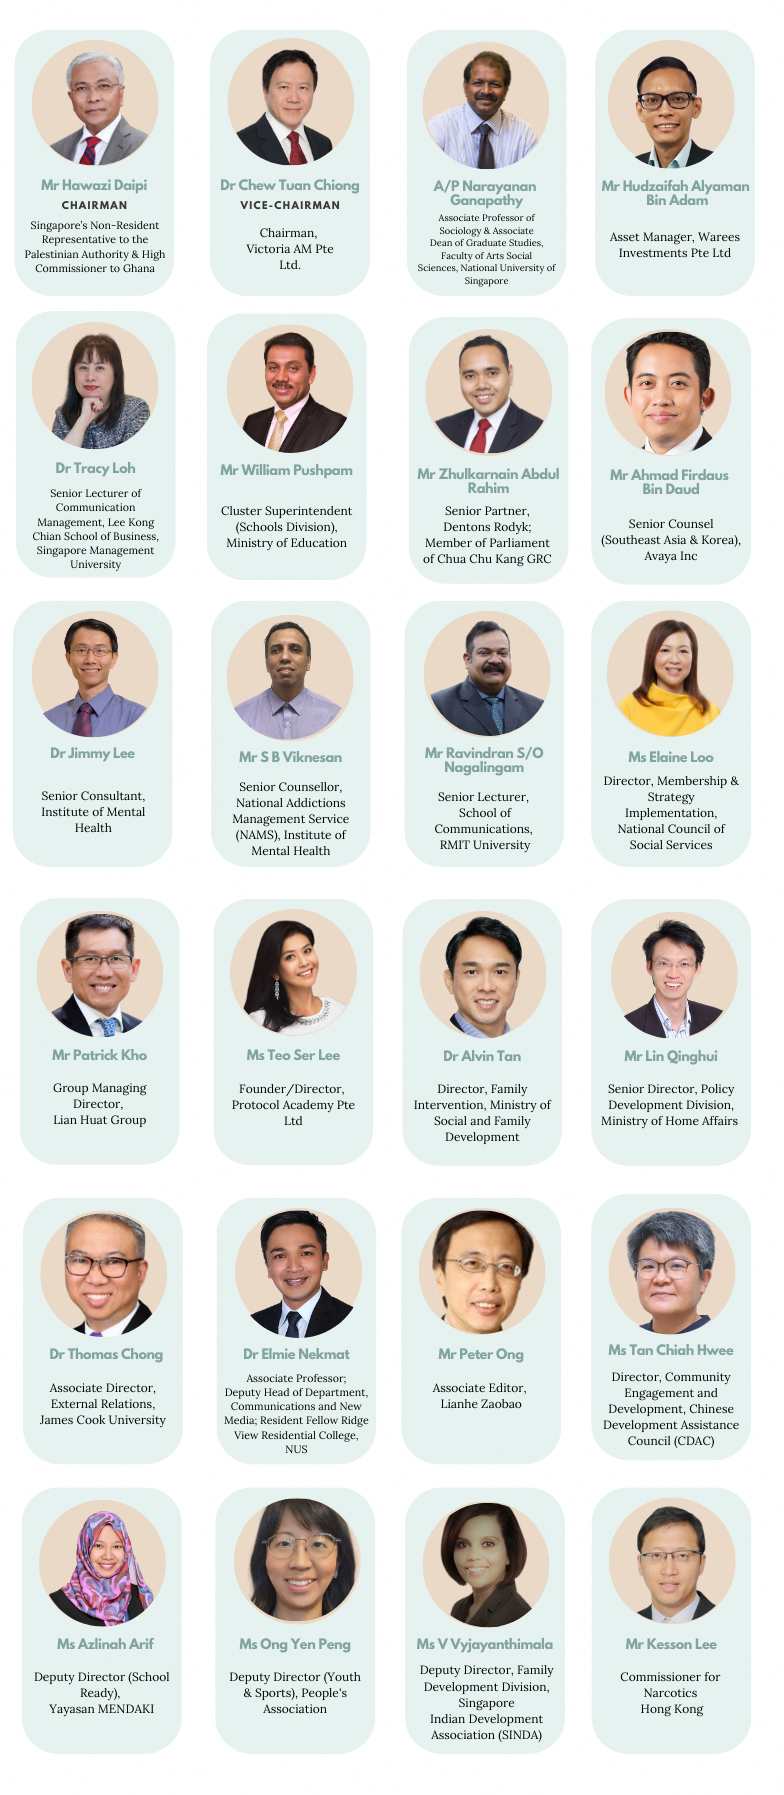 Mr Hawazi Daipi
CHAIRMAN
Singapore's Non-Resident
Representative to the
Palestinian Authority & High
Commissioner to Ghana
Dr Chew Tuan Chiong
VICE-CHAIRMAN
Chairman,
Victoria AM Pte
Ltd.
A/P Narayanan
Ganapathy
Associate Professor of
Sociology & Associate
Dean of Graduate Studies,
Faculty of Arts Social
Sciences, National University of
Singapore
Mr Hudzaifah Alyaman
Bin Adam
Asset Manager, Warees
Investments Pte Ltd
Dr Tracy Loh
Senior Lecturer of
Communication
Management, Lee Kong
Chian School of Business,
Singapore Management
University
Mr William Pushpam
Cluster Superintendent
(Schools Division),
Ministry of Education
Mr Zhulkarnain Abdul
Rahim
Senior Partner,
Dentons Rodyk;
Member of Parliament
of Chua Chu Kang GRC
Mr Ahmad Firdaus
Bin Daud
Senior Counsel
(Southeast Asia & Korea),
Avaya Inc
Dr Jimmy Lee
Senior Consultant,
Institute of Mental
Health
Mr S B Viknesan
Senior Counsellor,
National Addictions
Management Service
(NAMS), Institute of
Mental Health
Mr Ravindran S/O
Nagalingam
Senior Lecturer,
School of
Communications,
RMIT University
Ms Elaine Loo
Director, Membership &
Strategy
Implementation,
National Council of
Social Services
Mr Patrick Kho
Group Managing
Director,
Lian Huat Group
Ms Teo Ser Lee
Founder/Director,
Protocol Academy Pte
Ltd
Dr Alvin Tan
Director, Family
Intervention, Ministry of
Social and Family
Development
Mr Lin Qinghui
Senior Director, Policy
Development Division,
Ministry of Home Affairs
Dr Thomas Chong
Associate Director,
External Relations,
James Cook University
Dr Elmie Nekmat
Associate Professor;
Deputy Head of Department,
Communications and New
Media; Resident Fellow Ridge
View Residential College,
NUS
Mr Peter Ong
Associate Editor,
Lianhe Zaobao
Ms Tan Chiah Hwee
Director, Community
Engagement and
Development, Chinese
Development Assistance
Council (CDAC)
Ms Azlinah Arif
Deputy Director (School
Ready),
Yayasan MENDAKI
Ms Ong Yen Peng
Deputy Director (Youth
& Sports), People's
Association
Ms V Vyjayanthimala
Deputy Director, Family
Development Division,
Singapore
Indian Development
Association (SINDA)
Mr Kesson Lee
Commissioner for
Narcotics
Hong Kong